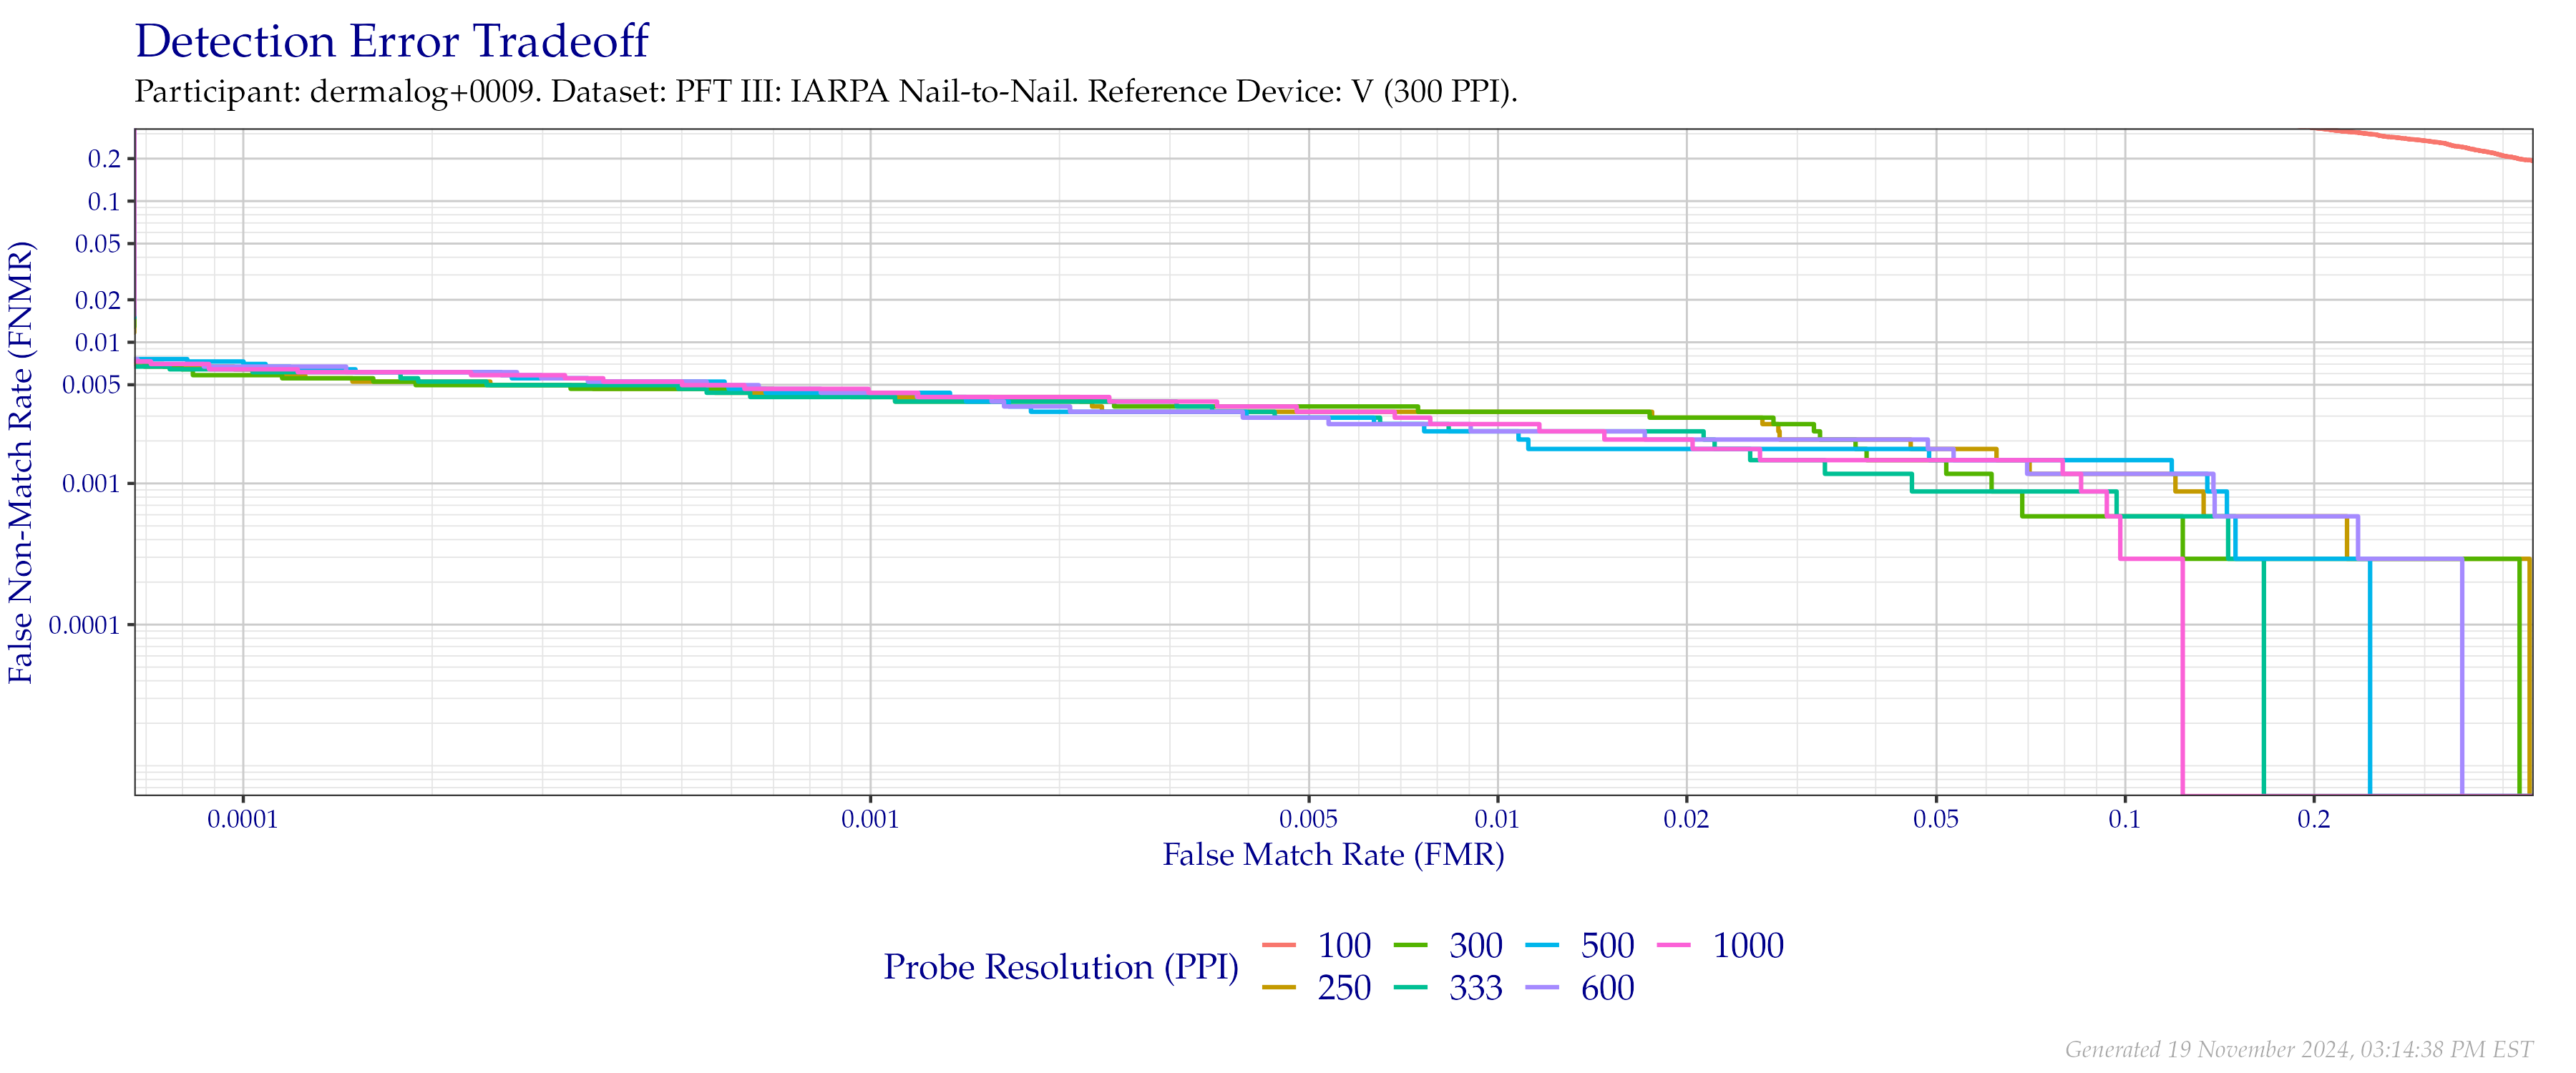 Detection Error Tradeoff
Participant: dermalog+0009. Dataset: PFT III: IARPA Nail-to-Nail. Reference Device: V (300 PPI).
False Non-Match Rate (FNMR)
0.2
0.1
0.05
0.02
0.01
0.005
0.001
0.0001
0.0001 0.001 0.005 0.01 0.02 0.05 0.1 0.2
False Match Rate (FMR)
Probe Resolution (PPI)
100 300 500 1000
250 333 600
Generated 19 November 2024, 03:14:38 PM EST